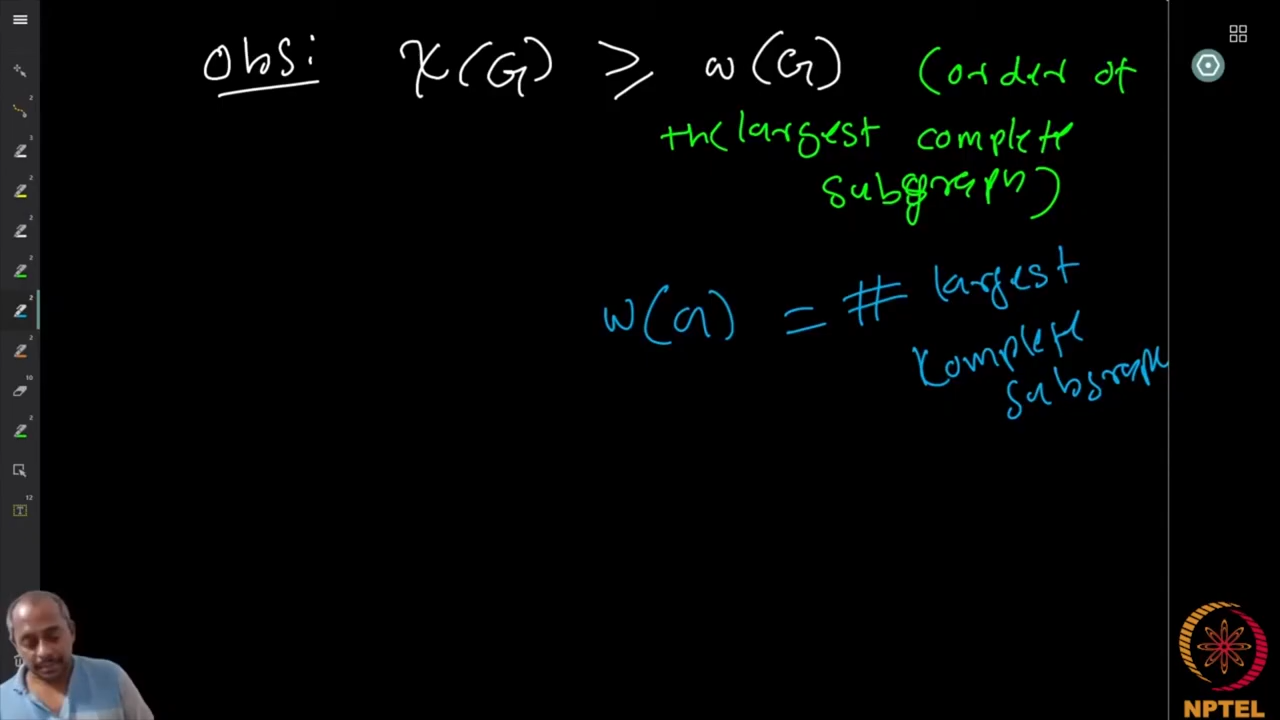 Obs: χ(G) ≥ ω(G) (order of
the largest complete
subgraph)
ω(G) = # largest
complete
subgraph
NPTEL